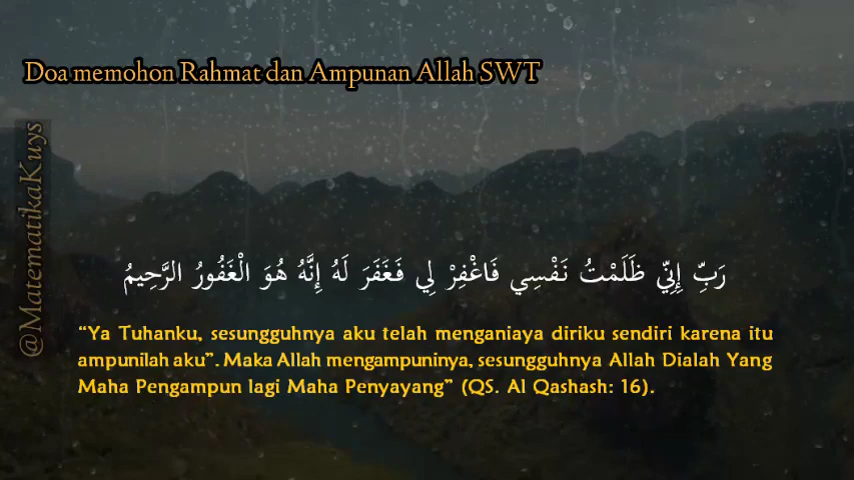 Doa memohon Rahmat dan Ampunan Allah SWT
@MatematikaKuys
رَبِّ إِنِّي ظَلَمْتُ نَفْسِي فَاغْفِرْ لِي فَغَفَرَ لَهُ إِنَّهُ هُوَ الْغَفُورُ الرَّحِيمُ
“Ya Tuhanku, sesungguhnya aku telah menganiaya diriku sendiri karena itu
ampunilah aku”. Maka Allah mengampuninya, sesungguhnya Allah Dialah Yang
Maha Pengampun lagi Maha Penyayang” (QS. Al Qashash: 16).